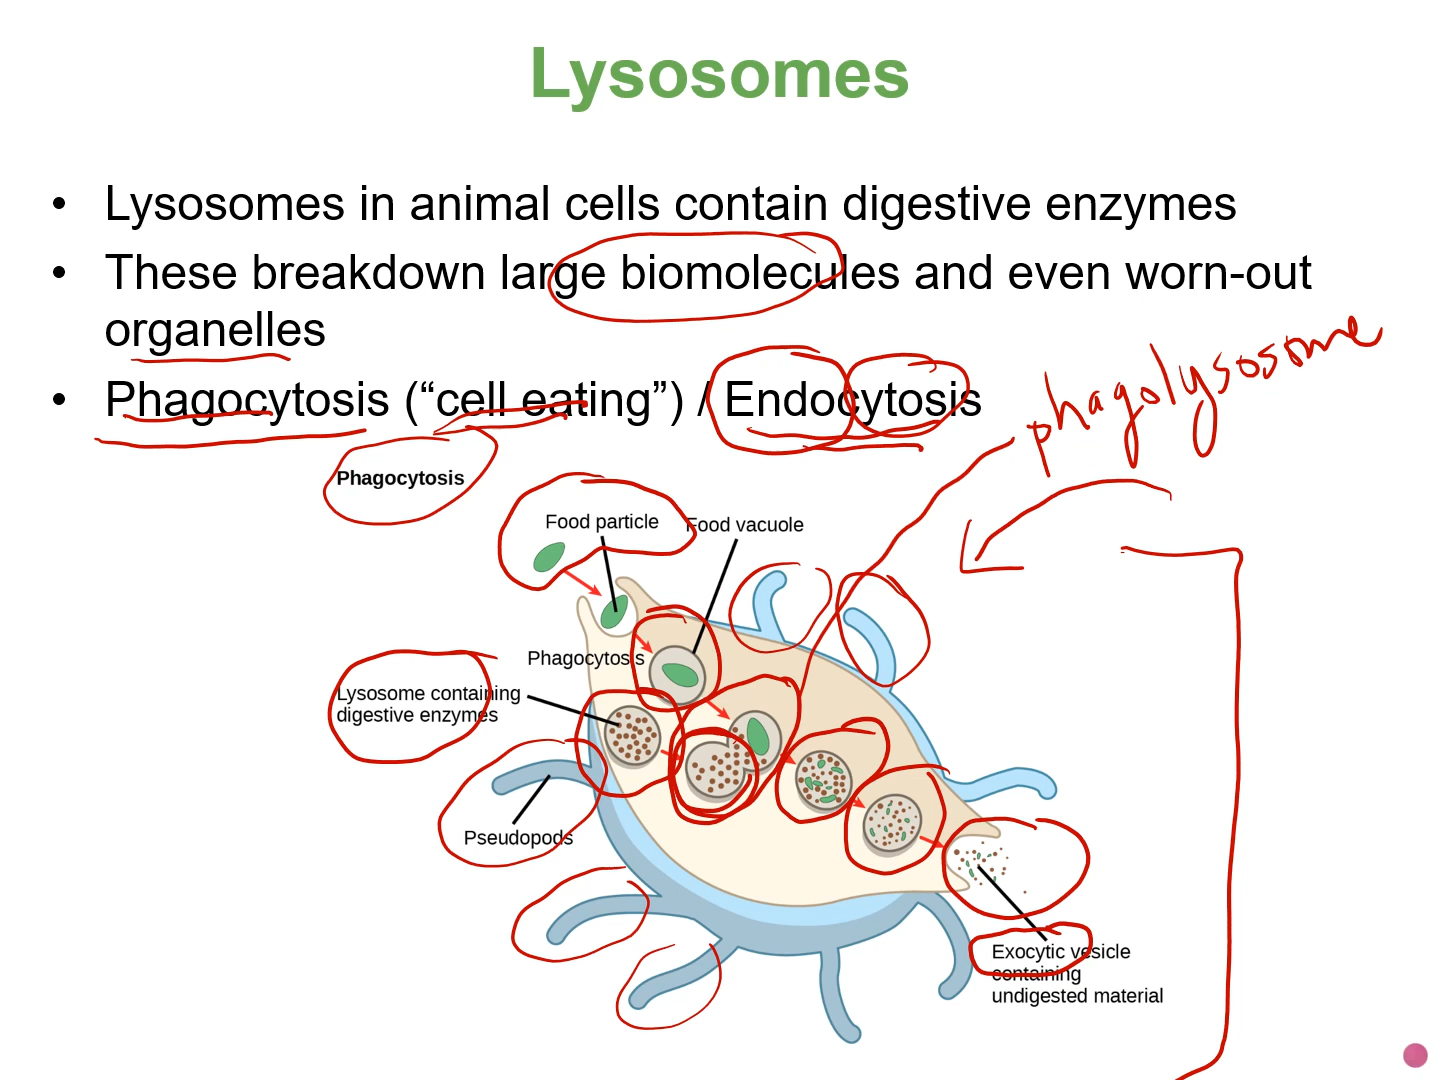 Lysosomes
• Lysosomes in animal cells contain digestive enzymes
• These breakdown large biomolecules and even worn-out
organelles
• Phagocytosis (“cell eating”) / Endocytosis
phagolysosome
Phagocytosis
Food particle
Food vacuole
Phagocytosis
Lysosome containing
digestive enzymes
Pseudopods
Exocytic vesicle
containing
undigested material